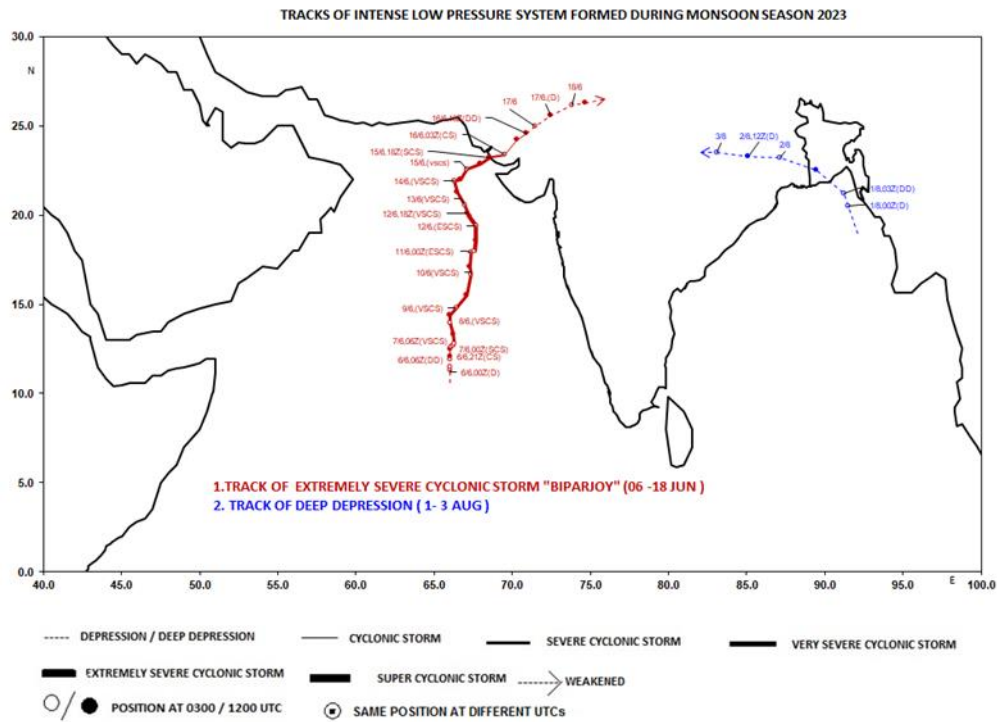 TRACKS OF INTENSE LOW PRESSURE SYSTEM FORMED DURING MONSOON SEASON 2023
30.0
N
25.0
20.0
15.0
10.0
5.0
0.0
18/6
17/6
17/6,(D)
16/6,03Z(CS)
15/6,18Z(SCS)
15/6,(vscs)
14/6,(VSCS)
13/6(VSCS)
12/6,18Z(VSCS)
12/6,(ESCS)
11/6,00Z(ESCS)
10/6(VSCS)
9/6,(VSCS)
8/6,(VSCS)
7/6,06Z(VSCS)
7/6,00Z(SCS)
6/6,21Z(CS)
6/6,06Z(DD)
6/6,00Z(D)
3/8
2/8
1/8,03Z(DD)
1/8,00Z(D)
1.TRACK OF EXTREMELY SEVERE CYCLONIC STORM "BIPARJOY" (06 -18 JUN )
2. TRACK OF DEEP DEPRESSION ( 1- 3 AUG )
40.0 45.0 50.0 55.0 60.0 65.0 70.0 75.0 80.0 85.0 90.0 95.0 E 100.0
DEPRESSION / DEEP DEPRESSION CYCLONIC STORM SEVERE CYCLONIC STORM VERY SEVERE CYCLONIC STORM
EXTREMELY SEVERE CYCLONIC STORM SUPER CYCLONIC STORM WEAKENED
/ POSITION AT 0300 / 1200 UTC SAME POSITION AT DIFFERENT UTCs